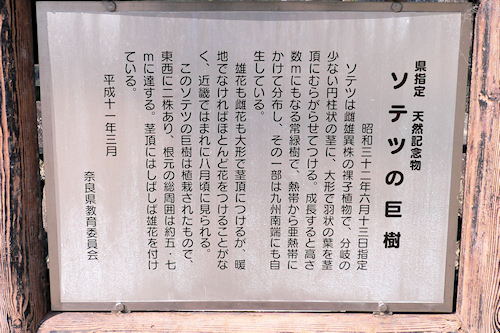 県指定　天然記念物
ソテツの巨樹
昭和三十二年六月十三日指定
ソテツは雌雄異株の裸子植物で、分岐の
少ない円柱状の茎に、大形で羽状の葉を茎
頂にむらがらせてつける。成長すると高さ
数ｍにもなる常緑樹で、熱帯から亜熱帯に
かけて分布し、その一部は九州南端にも自
生している。
雄花も雌花も大形で茎頂につけるが、暖
地でなければほとんど花をつけることがな
く、近畿ではまれに八月頃に見られる。
このソテツの巨樹は植栽されたもので、
東西に二株あり、根元の総周囲は約五・七
ｍに達する。茎頂にはしばしば雄花を付け
ている。
平成十一年三月
奈良県教育委員会